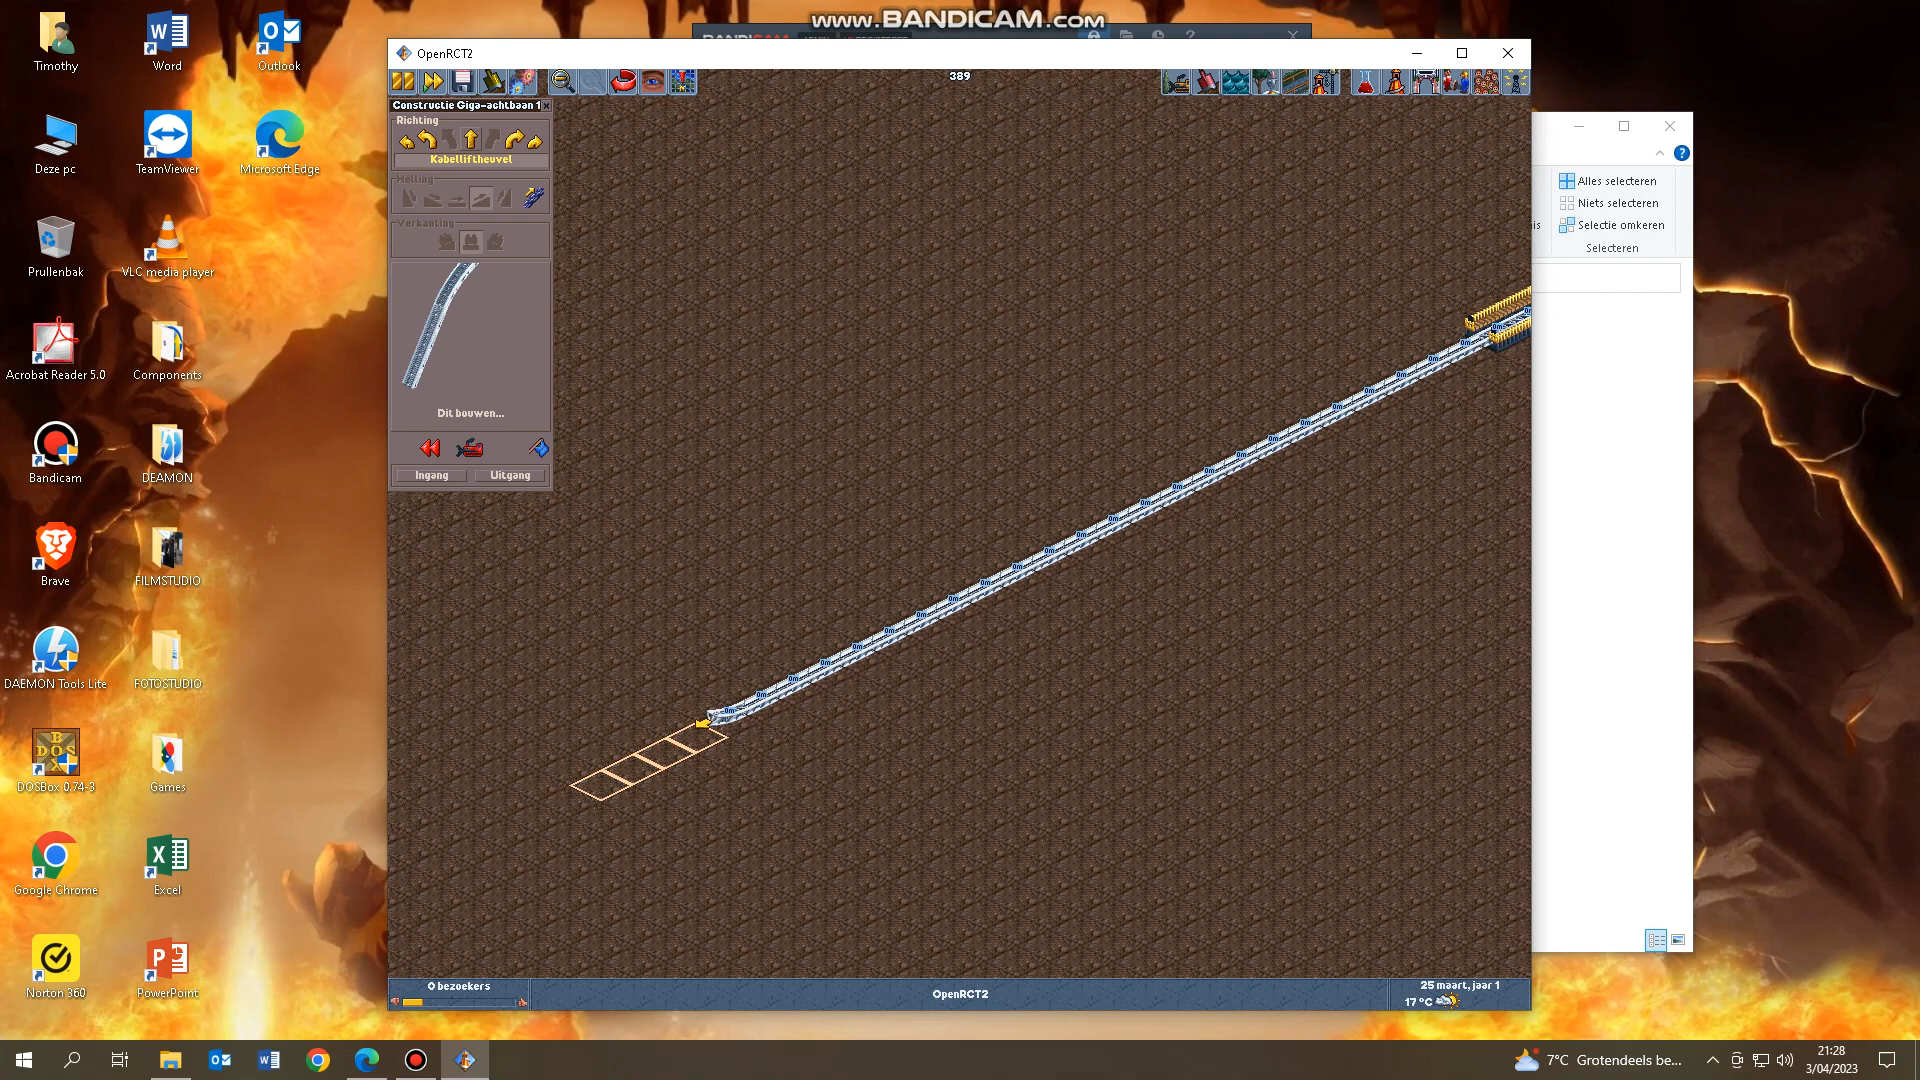 www.BANDICAM.com
OpenRCT2
389
Constructie Giga-achtbaan 1
Richting
Kabelliftheuvel
Helling
Verkanting
Dit bouwen...
Ingang
Uitgang
0m
0 bezoekers
OpenRCT2
25 maart, jaar 1
17 °C
Alles selecteren
Niets selecteren
Selectie omkeren
Selecteren
Timothy
Word
Outlook
Deze pc
TeamViewer
Microsoft Edge
Prullenbak
VLC media player
Acrobat Reader 5.0
Components
Bandicam
DEAMON
Brave
FILMSTUDIO
DAEMON Tools Lite
FOTOSTUDIO
DOSBox 0.74-3
Games
Google Chrome
Excel
Norton 360
PowerPoint
7°C Grotendeels be...
21:28
3/04/2023